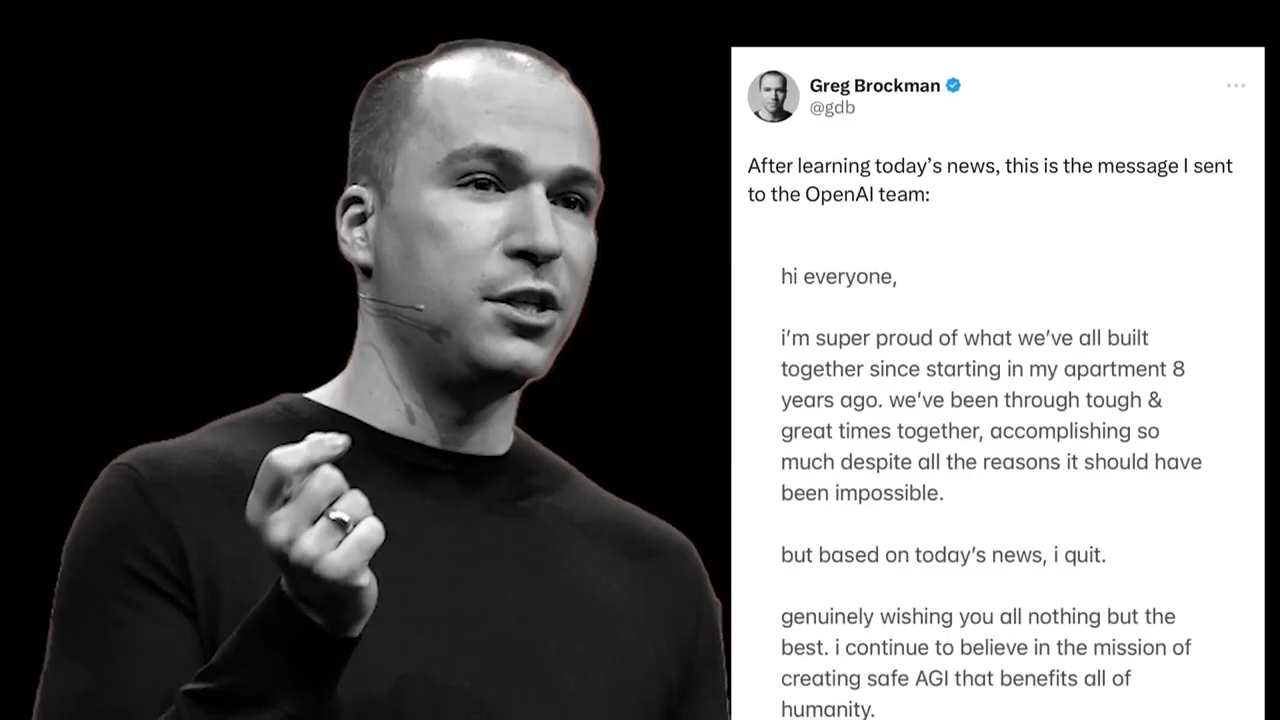 Greg Brockman
@gdb
After learning today’s news, this is the message I sent
to the OpenAI team:
hi everyone,
i’m super proud of what we’ve all built
together since starting in my apartment 8
years ago. we’ve been through tough &
great times together, accomplishing so
much despite all the reasons it should have
been impossible.
but based on today’s news, i quit.
genuinely wishing you all nothing but the
best. i continue to believe in the mission of
creating safe AGI that benefits all of
humanity.